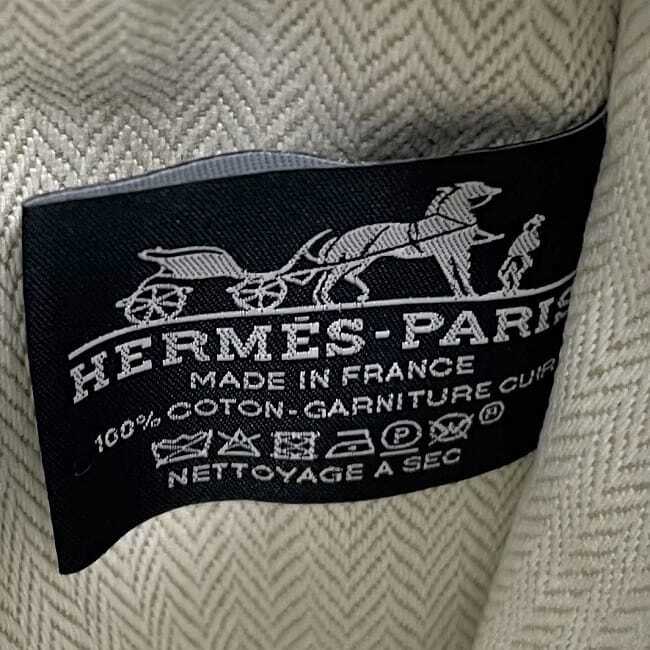 HERMÈS-PARIS
MADE IN FRANCE
100% COTON-GARNITURE CUIR
P
NETTOYAGE A SEC